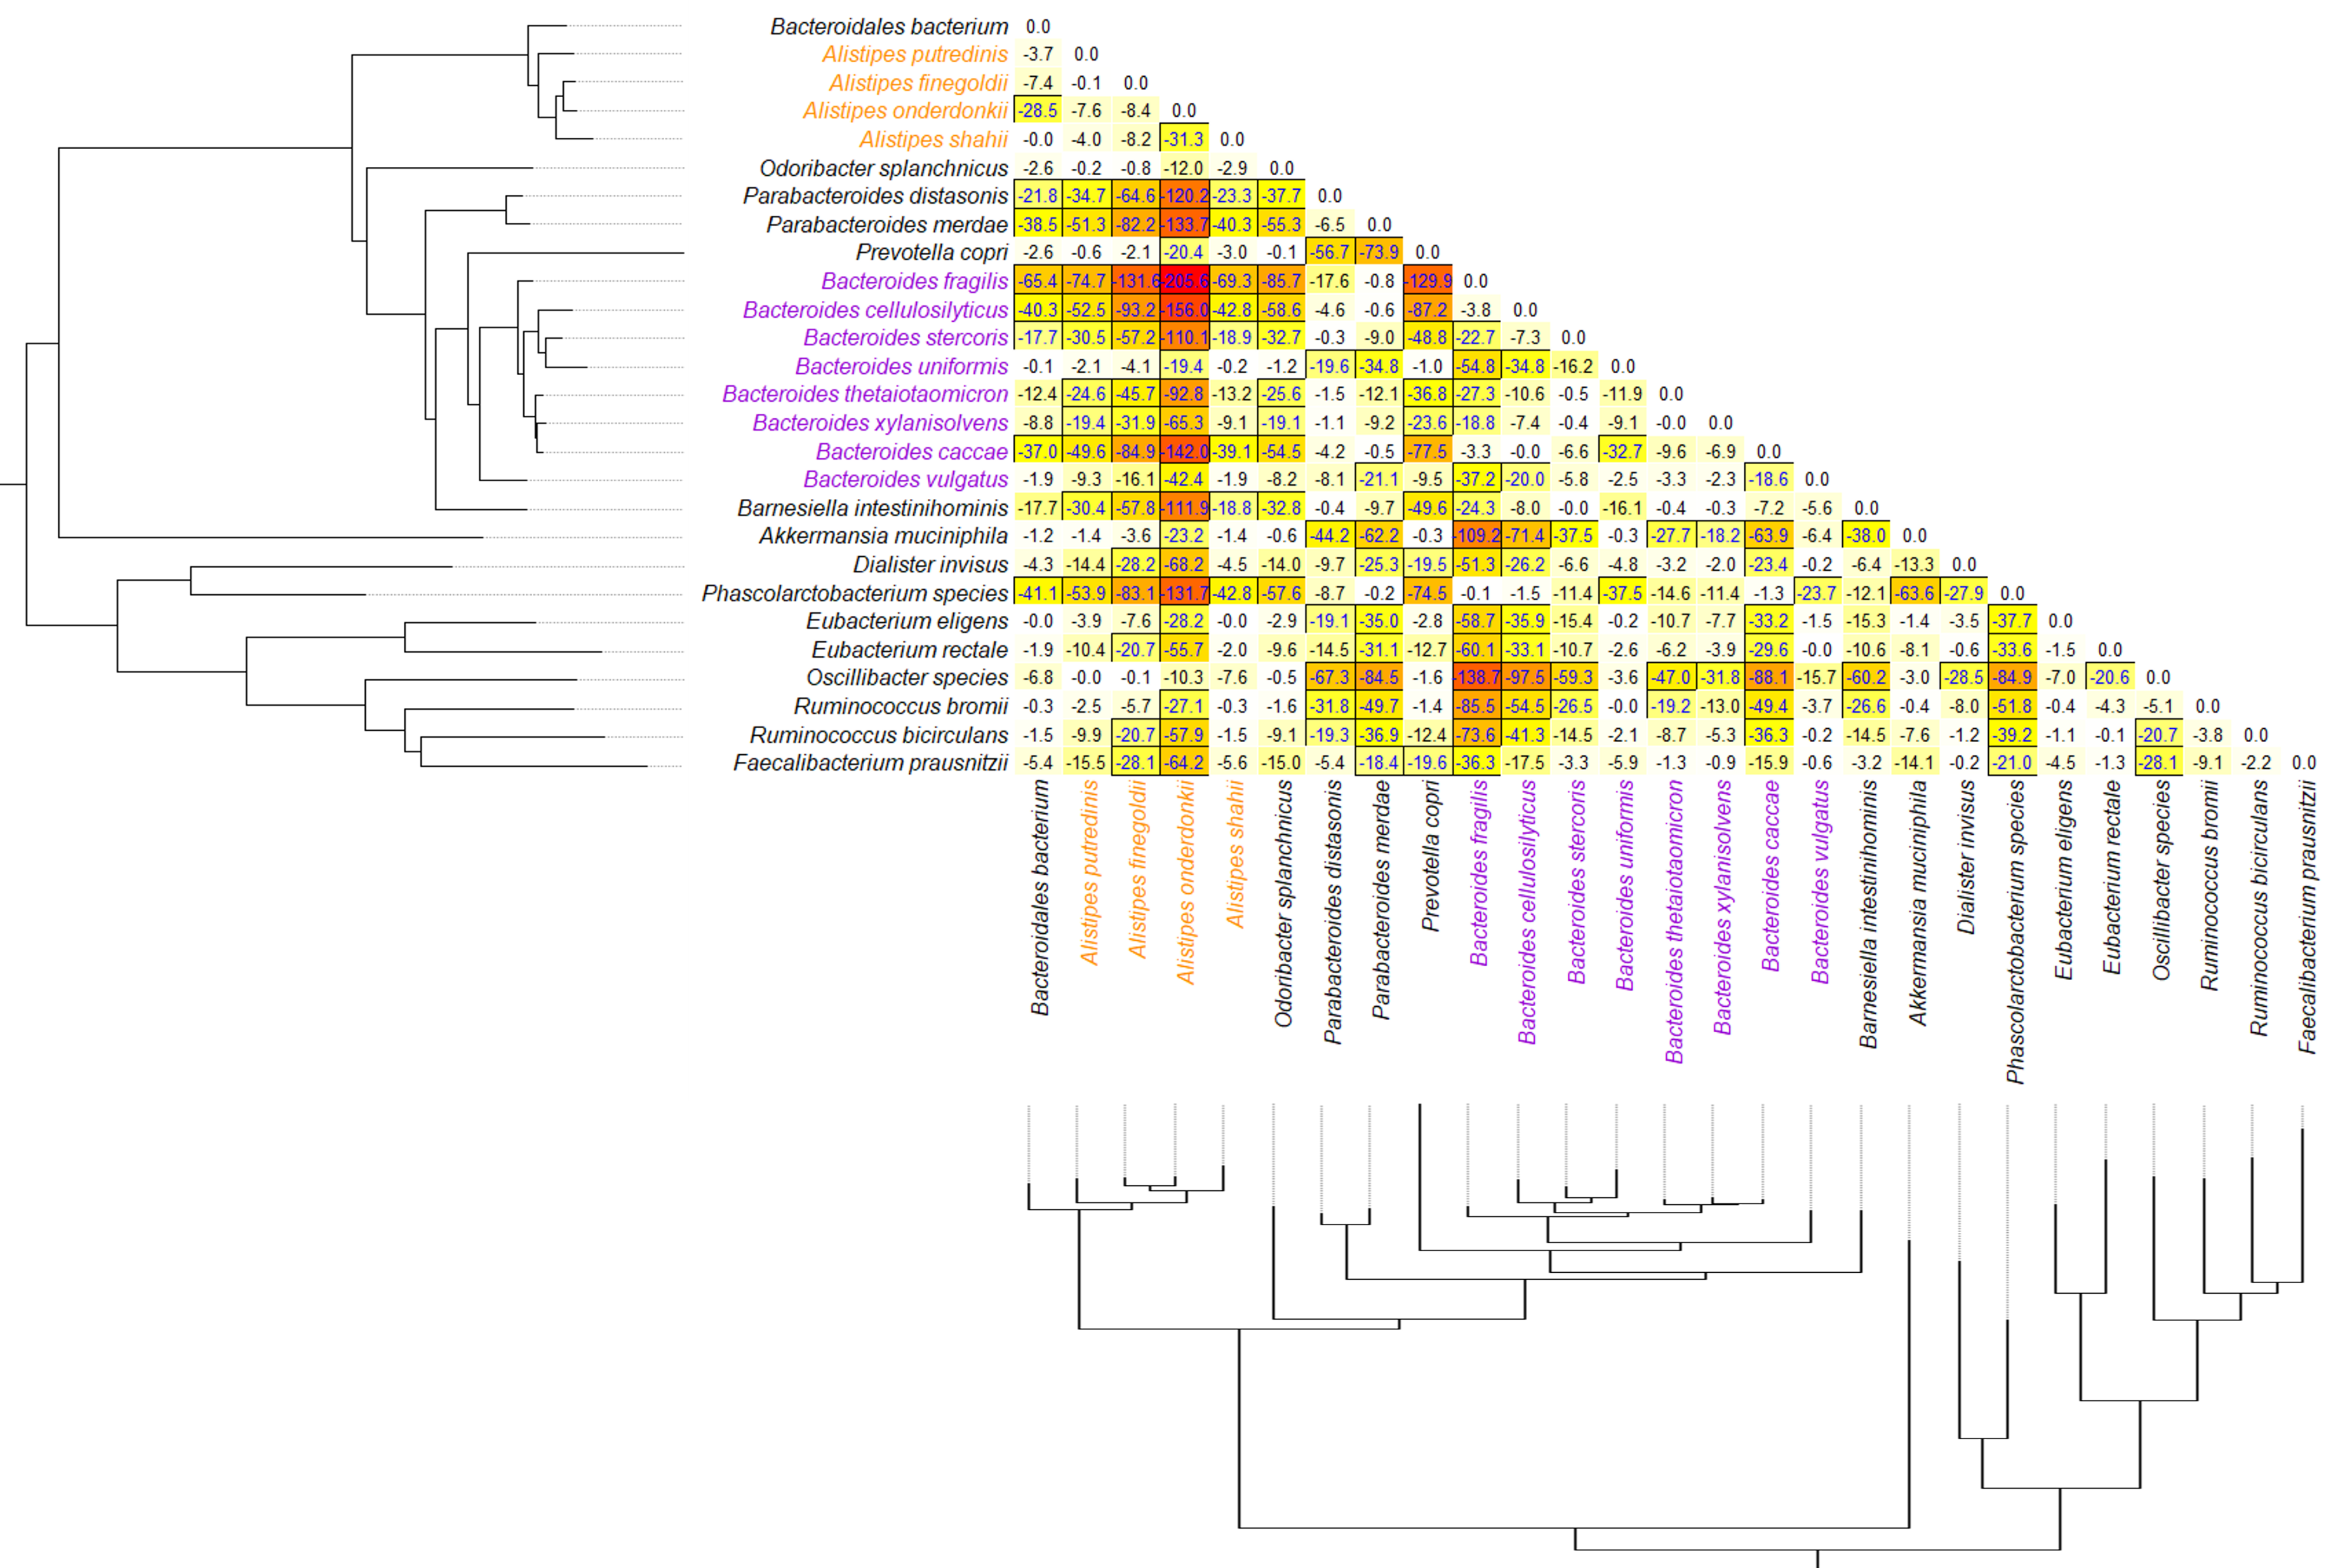 Bacteroidales bacterium 0.0
Alistipes putredinis -3.7 0.0
Alistipes finegoldii -7.4 -0.1 0.0
Alistipes onderdonkii -28.5 -7.6 -8.4 0.0
Alistipes shahii -0.0 -4.0 -8.2 -31.3 0.0
Odoribacter splanchnicus -2.6 -0.2 -0.8 -12.0 -2.9 0.0
Parabacteroides distasonis -21.8 -34.7 -64.6 -120.2 -23.3 -37.7 0.0
Parabacteroides merdae -38.5 -51.3 -82.2 -133.7 -40.3 -55.3 -6.5 0.0
Prevotella copri -2.6 -0.6 -2.1 -20.4 -3.0 -0.1 -56.7 -73.9 0.0
Bacteroides fragilis -65.4 -74.7 -131.6 -205.6 -69.3 -85.7 -17.6 -0.8 -129.9 0.0
Bacteroides cellulosilyticus -40.3 -52.5 -93.2 -156.0 -42.8 -58.6 -4.6 -0.6 -87.2 -3.8 0.0
Bacteroides stercoris -17.7 -30.5 -57.2 -110.1 -18.9 -32.7 -0.3 -9.0 -48.8 -22.7 -7.3 0.0
Bacteroides uniformis -0.1 -2.1 -4.1 -19.4 -0.2 -1.2 -19.6 -34.8 -1.0 -54.8 -34.8 -16.2 0.0
Bacteroides thetaiotaomicron -12.4 -24.6 -45.7 -92.8 -13.2 -25.6 -1.5 -12.1 -36.8 -27.3 -10.6 -0.5 -11.9 0.0
Bacteroides xylanisolvens -8.8 -19.4 -31.9 -65.3 -9.1 -19.1 -1.1 -9.2 -23.6 -18.8 -7.4 -0.4 -9.1 -0.0 0.0
Bacteroides caccae -37.0 -49.6 -84.9 -142.0 -39.1 -54.5 -4.2 -0.5 -77.5 -3.3 -0.0 -6.6 -32.7 -9.6 -6.9 0.0
Bacteroides vulgatus -1.9 -9.3 -16.1 -42.4 -1.9 -8.2 -8.1 -21.1 -9.5 -37.2 -20.0 -5.8 -2.5 -3.3 -2.3 -18.6 0.0
Barnesiella intestinihominis -17.7 -30.4 -57.8 -111.9 -18.8 -32.8 -0.4 -9.7 -49.6 -24.3 -8.0 -0.0 -16.1 -0.4 -0.3 -7.2 -5.6 0.0
Akkermansia muciniphila -1.2 -1.4 -3.6 -23.2 -1.4 -0.6 -44.2 -62.2 -0.3 -109.2 -71.4 -37.5 -0.3 -27.7 -18.2 -63.9 -6.4 -38.0 0.0
Dialister invisus -4.3 -14.4 -28.2 -68.2 -4.5 -14.0 -9.7 -25.3 -19.5 -51.3 -26.2 -6.6 -4.8 -3.2 -2.0 -23.4 -0.2 -6.4 -13.3 0.0
Phascolarctobacterium species -41.1 -53.9 -83.1 -131.7 -42.8 -57.6 -8.7 -0.2 -74.5 -0.1 -1.5 -11.4 -37.5 -14.6 -11.4 -1.3 -23.7 -12.1 -63.6 -27.9 0.0
Eubacterium eligens -0.0 -3.9 -7.6 -28.2 -0.0 -2.9 -19.1 -35.0 -2.8 -58.7 -35.9 -15.4 -0.2 -10.7 -7.7 -33.2 -1.5 -15.3 -1.4 -3.5 -37.7 0.0
Eubacterium rectale -1.9 -10.4 -20.7 -55.7 -2.0 -9.6 -14.5 -31.1 -12.7 -60.1 -33.1 -10.7 -2.6 -6.2 -3.9 -29.6 -0.0 -10.6 -8.1 -0.6 -33.6 -1.5 0.0
Oscillibacter species -6.8 -0.0 -0.1 -10.3 -7.6 -0.5 -67.3 -84.5 -1.6 -138.7 -97.5 -59.3 -3.6 -47.0 -31.8 -88.1 -15.7 -60.2 -3.0 -28.5 -84.9 -7.0 -20.6 0.0
Ruminococcus bromii -0.3 -2.5 -5.7 -27.1 -0.3 -1.6 -31.8 -49.7 -1.4 -85.5 -54.5 -26.5 -0.0 -19.2 -13.0 -49.4 -3.7 -26.6 -0.4 -8.0 -51.8 -0.4 -4.3 -5.1 0.0
Ruminococcus bicirculans -1.5 -9.9 -20.7 -57.9 -1.5 -9.1 -19.3 -36.9 -12.4 -73.6 -41.3 -14.5 -2.1 -8.7 -5.3 -36.3 -0.2 -14.5 -7.6 -1.2 -39.2 -1.1 -0.1 -20.7 -3.8 0.0
Faecalibacterium prausnitzii -5.4 -15.5 -28.1 -64.2 -5.6 -15.0 -5.4 -18.4 -19.6 -36.3 -17.5 -3.3 -5.9 -1.3 -0.9 -15.9 -0.6 -3.2 -14.1 -0.2 -21.0 -4.5 -1.3 -28.1 -9.1 -2.2 0.0
Bacteroidales bacterium
Alistipes putredinis
Alistipes finegoldii
Alistipes onderdonkii
Alistipes shahii
Odoribacter splanchnicus
Parabacteroides distasonis
Parabacteroides merdae
Prevotella copri
Bacteroides fragilis
Bacteroides cellulosilyticus
Bacteroides stercoris
Bacteroides uniformis
Bacteroides thetaiotaomicron
Bacteroides xylanisolvens
Bacteroides caccae
Bacteroides vulgatus
Barnesiella intestinihominis
Akkermansia muciniphila
Dialister invisus
Phascolarctobacterium species
Eubacterium eligens
Eubacterium rectale
Oscillibacter species
Ruminococcus bromii
Ruminococcus bicirculans
Faecalibacterium prausnitzii